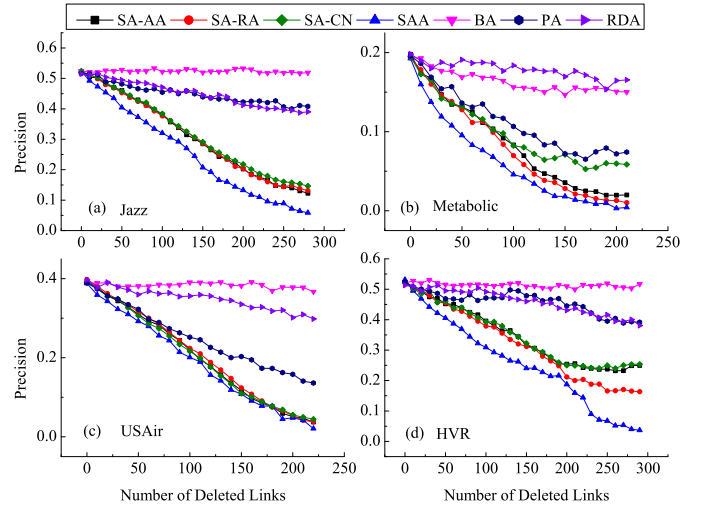 SA-AA SA-RA SA-CN SAA BA PA RDA
0.6
0.5
0.4
0.3
0.2
0.1
0.0
Precision
(a) Jazz
0 50 100 150 200 250 300
0.2
0.1
0.0
(b) Metabolic
0 50 100 150 200 250
0.4
0.2
0.0
Precision
(c) USAir
0 50 100 150 200 250
Number of Deleted Links
0.6
0.5
0.4
0.3
0.2
0.1
0.0
(d) HVR
0 50 100 150 200 250 300
Number of Deleted Links